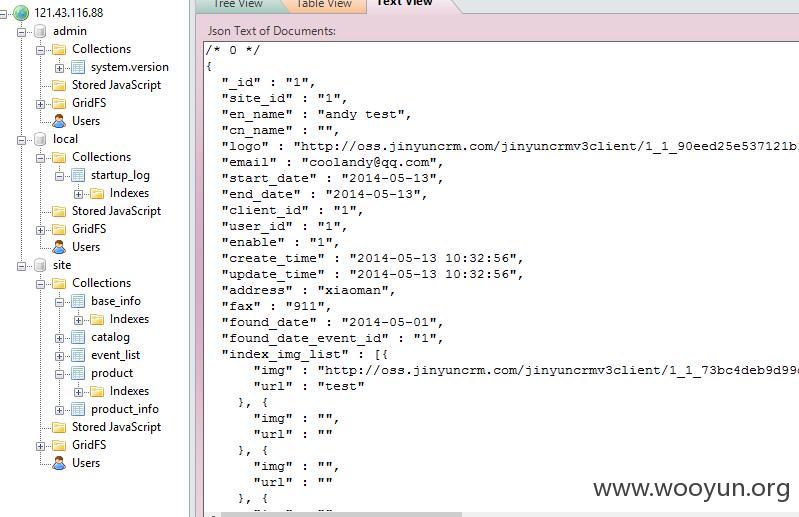 121.43.116.88
admin
Collections
system.version
Stored JavaScript
GridFS
Users
local
Collections
startup_log
Indexes
Stored JavaScript
GridFS
Users
site
Collections
base_info
Indexes
catalog
event_list
product
Indexes
product_info
Stored JavaScript
GridFS
Users
Tree View
Table View
Text View
Json Text of Documents:
/* 0 */
{
"_id" : "1",
"site_id" : "1",
"en_name" : "andy test",
"cn_name" : "",
"logo" : "http://oss.jinyuncrm.com/jinyuncrmv3client/1_1_90eed25e537121b
"email" : "coolandy@qq.com",
"start_date" : "2014-05-13",
"end_date" : "2014-05-13",
"client_id" : "1",
"user_id" : "1",
"enable" : "1",
"create_time" : "2014-05-13 10:32:56",
"update_time" : "2014-05-13 10:32:56",
"address" : "xiaoman",
"fax" : "911",
"found_date" : "2014-05-01",
"found_date_event_id" : "1",
"index_img_list" : [{
"img" : "http://oss.jinyuncrm.com/jinyuncrmv3client/1_1_73bc4deb9d99
"url" : "test"
}, {
"img" : "",
"url" : ""
}, {
"img" : "",
"url" : ""
}, {
www.wooyun.org